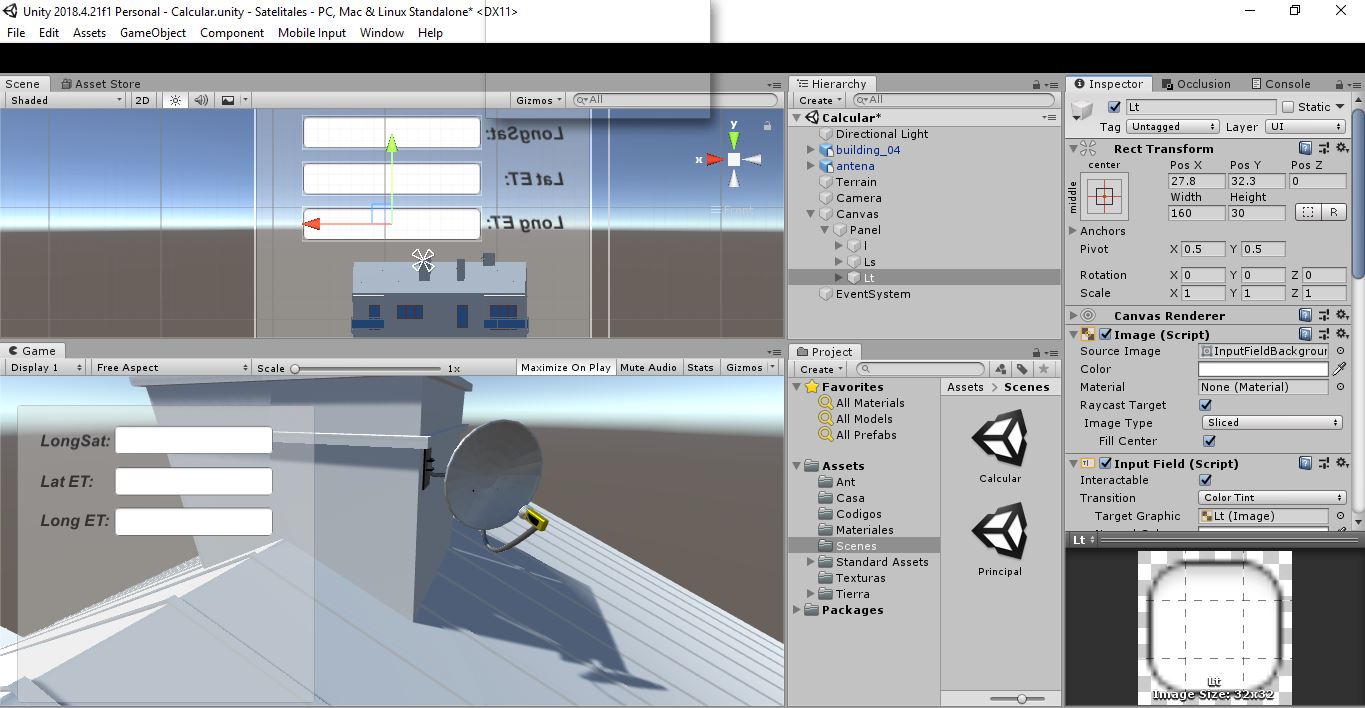 Unity 2018.4.21f1 Personal - Calcular.unity - Satelitales - PC, Mac & Linux Standalone* <DX11>
File Edit Assets GameObject Component Mobile Input Window Help
Scene Asset Store
Shaded 2D Gizmos All
LongSat:
Lat ET:
Long ET:
y
x
Front
Game
Display 1 Free Aspect Scale 1x Maximize On Play Mute Audio Stats Gizmos
LongSat:
Lat ET:
Long ET:
Hierarchy
Create All
Calcular*
Directional Light
building_04
antena
Terrain
Camera
Canvas
Panel
l
Ls
Lt
EventSystem
Project
Create
Favorites
All Materials
All Models
All Prefabs
Assets
Ant
Casa
Codigos
Materiales
Scenes
Standard Assets
Texturas
Tierra
Packages
Assets > Scenes
Calcular
Principal
Inspector Occlusion Console
Lt Static
Tag Untagged Layer UI
Rect Transform
center Pos X Pos Y Pos Z
middle 27.8 32.3 0
Width Height
160 30 R
Anchors
Pivot X 0.5 Y 0.5
Rotation X 0 Y 0 Z 0
Scale X 1 Y 1 Z 1
Canvas Renderer
Image (Script)
Source Image InputFieldBackgrour
Color
Material None (Material)
Raycast Target
Image Type Sliced
Fill Center
Input Field (Script)
Interactable
Transition Color Tint
Target Graphic Lt (Image)
Lt
Lt
Image Size: 32x32